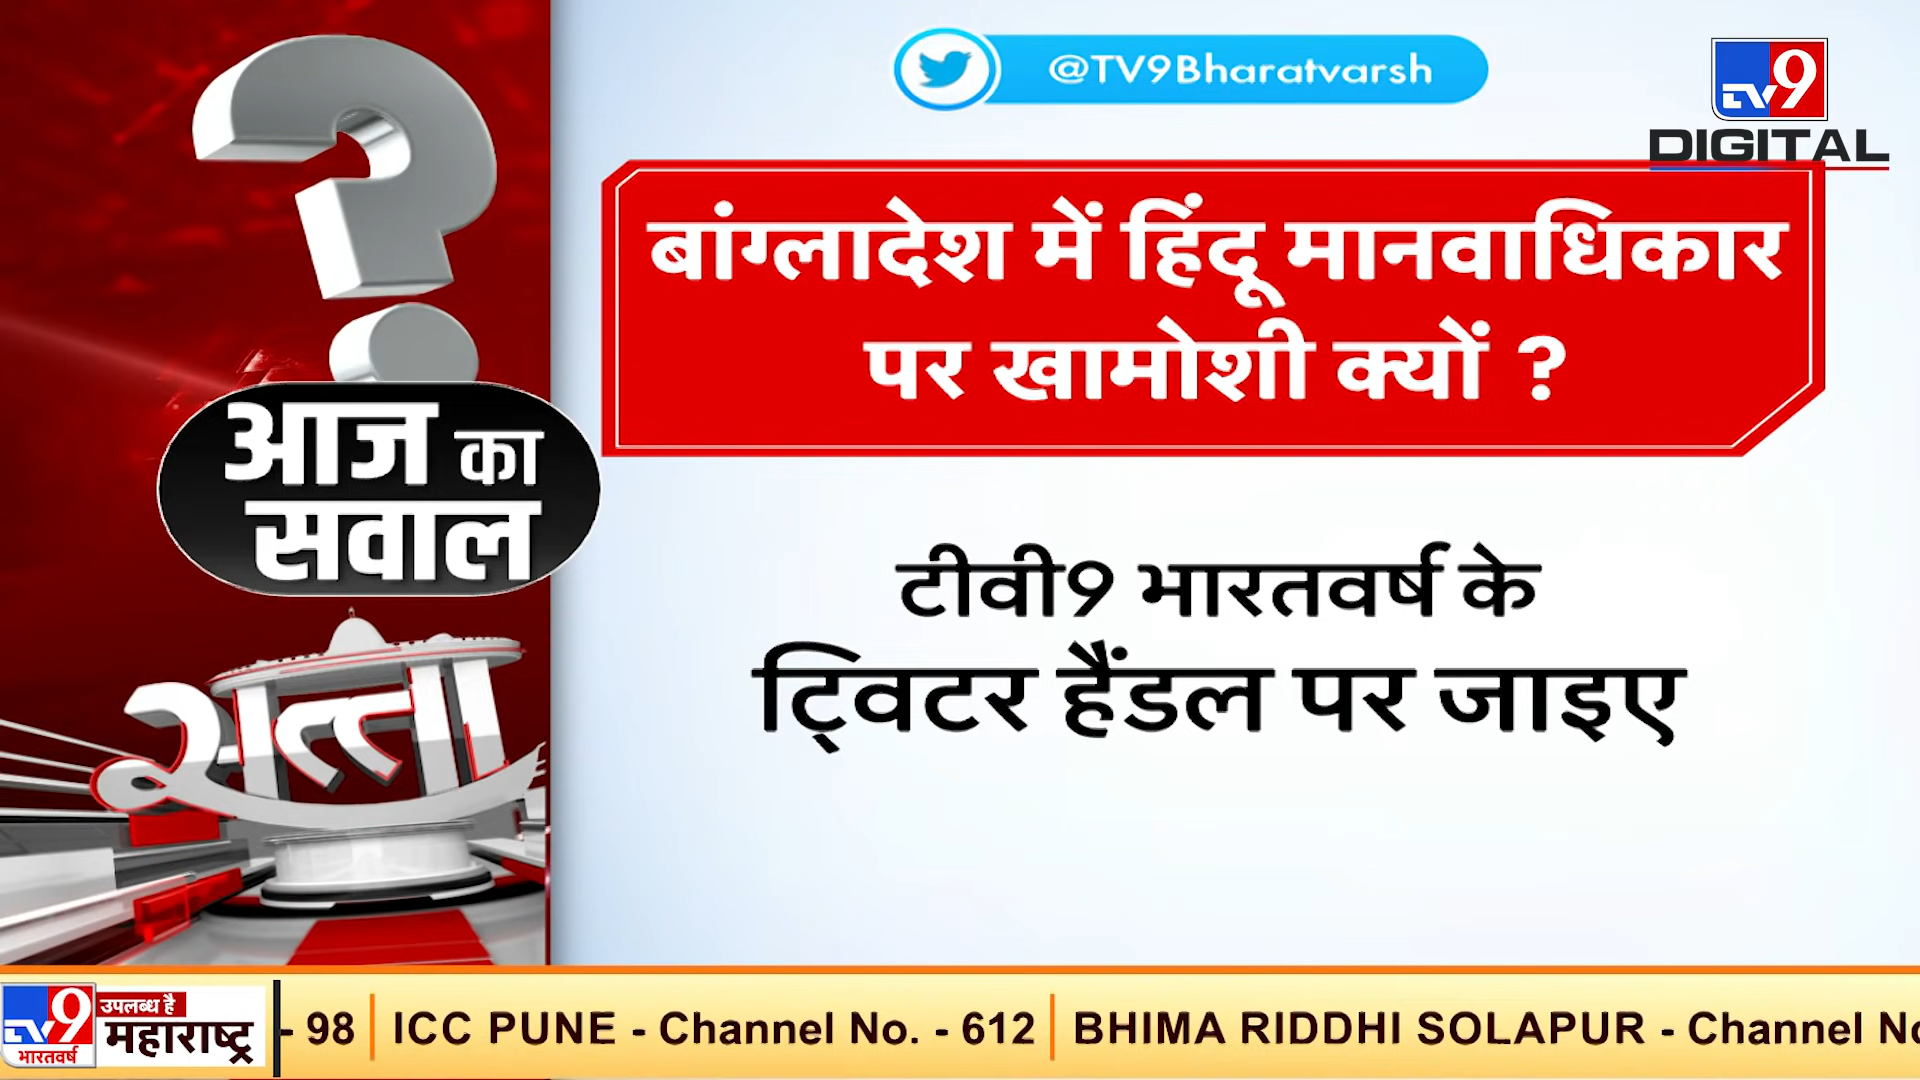 @TV9Bharatvarsh
TV9
DIGITAL
बांग्लादेश में हिंदू मानवाधिकार
पर खामोशी क्यों ?
?
आज का
सवाल
सत्ता
टीवी9 भारतवर्ष के
ट्विटर हैंडल पर जाइए
TV9
भारतवर्ष
उपलब्ध है
महाराष्ट्र
- 98 | ICC PUNE - Channel No. - 612 | BHIMA RIDDHI SOLAPUR - Channel No